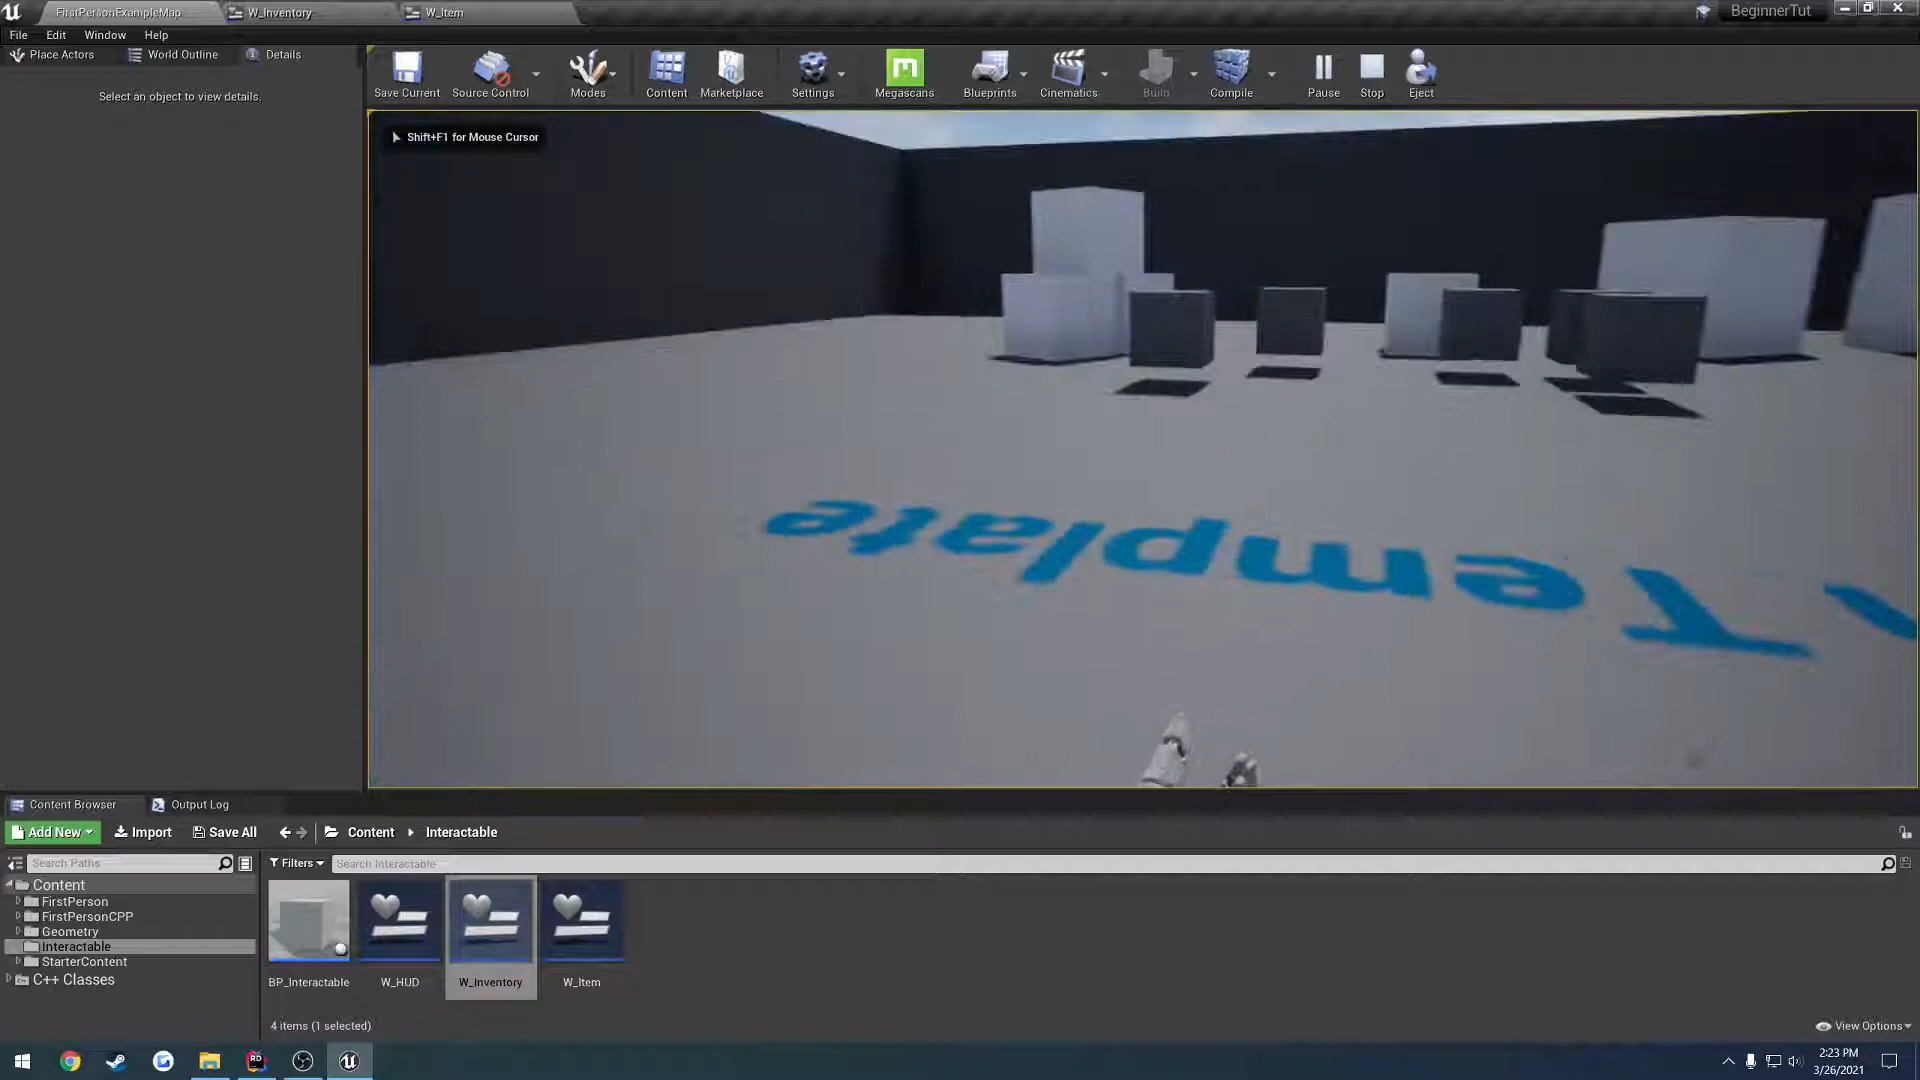 FirstPersonExampleMap
W_Inventory
W_Item
BeginnerTut
File Edit Window Help
Place Actors
World Outline
Details
Select an object to view details.
Save Current
Source Control
Modes
Content
Marketplace
Settings
Megascans
Blueprints
Cinematics
Build
Compile
Pause
Stop
Eject
Shift+F1 for Mouse Cursor
Template
Content Browser
Output Log
Add New
Import
Save All
Content
Interactable
Search Paths
Filters
Search Interactable
Content
FirstPerson
FirstPersonCPP
Geometry
Interactable
StarterContent
C++ Classes
BP_Interactable
W_HUD
W_Inventory
W_Item
4 items (1 selected)
View Options
RD
2:23 PM
3/26/2021